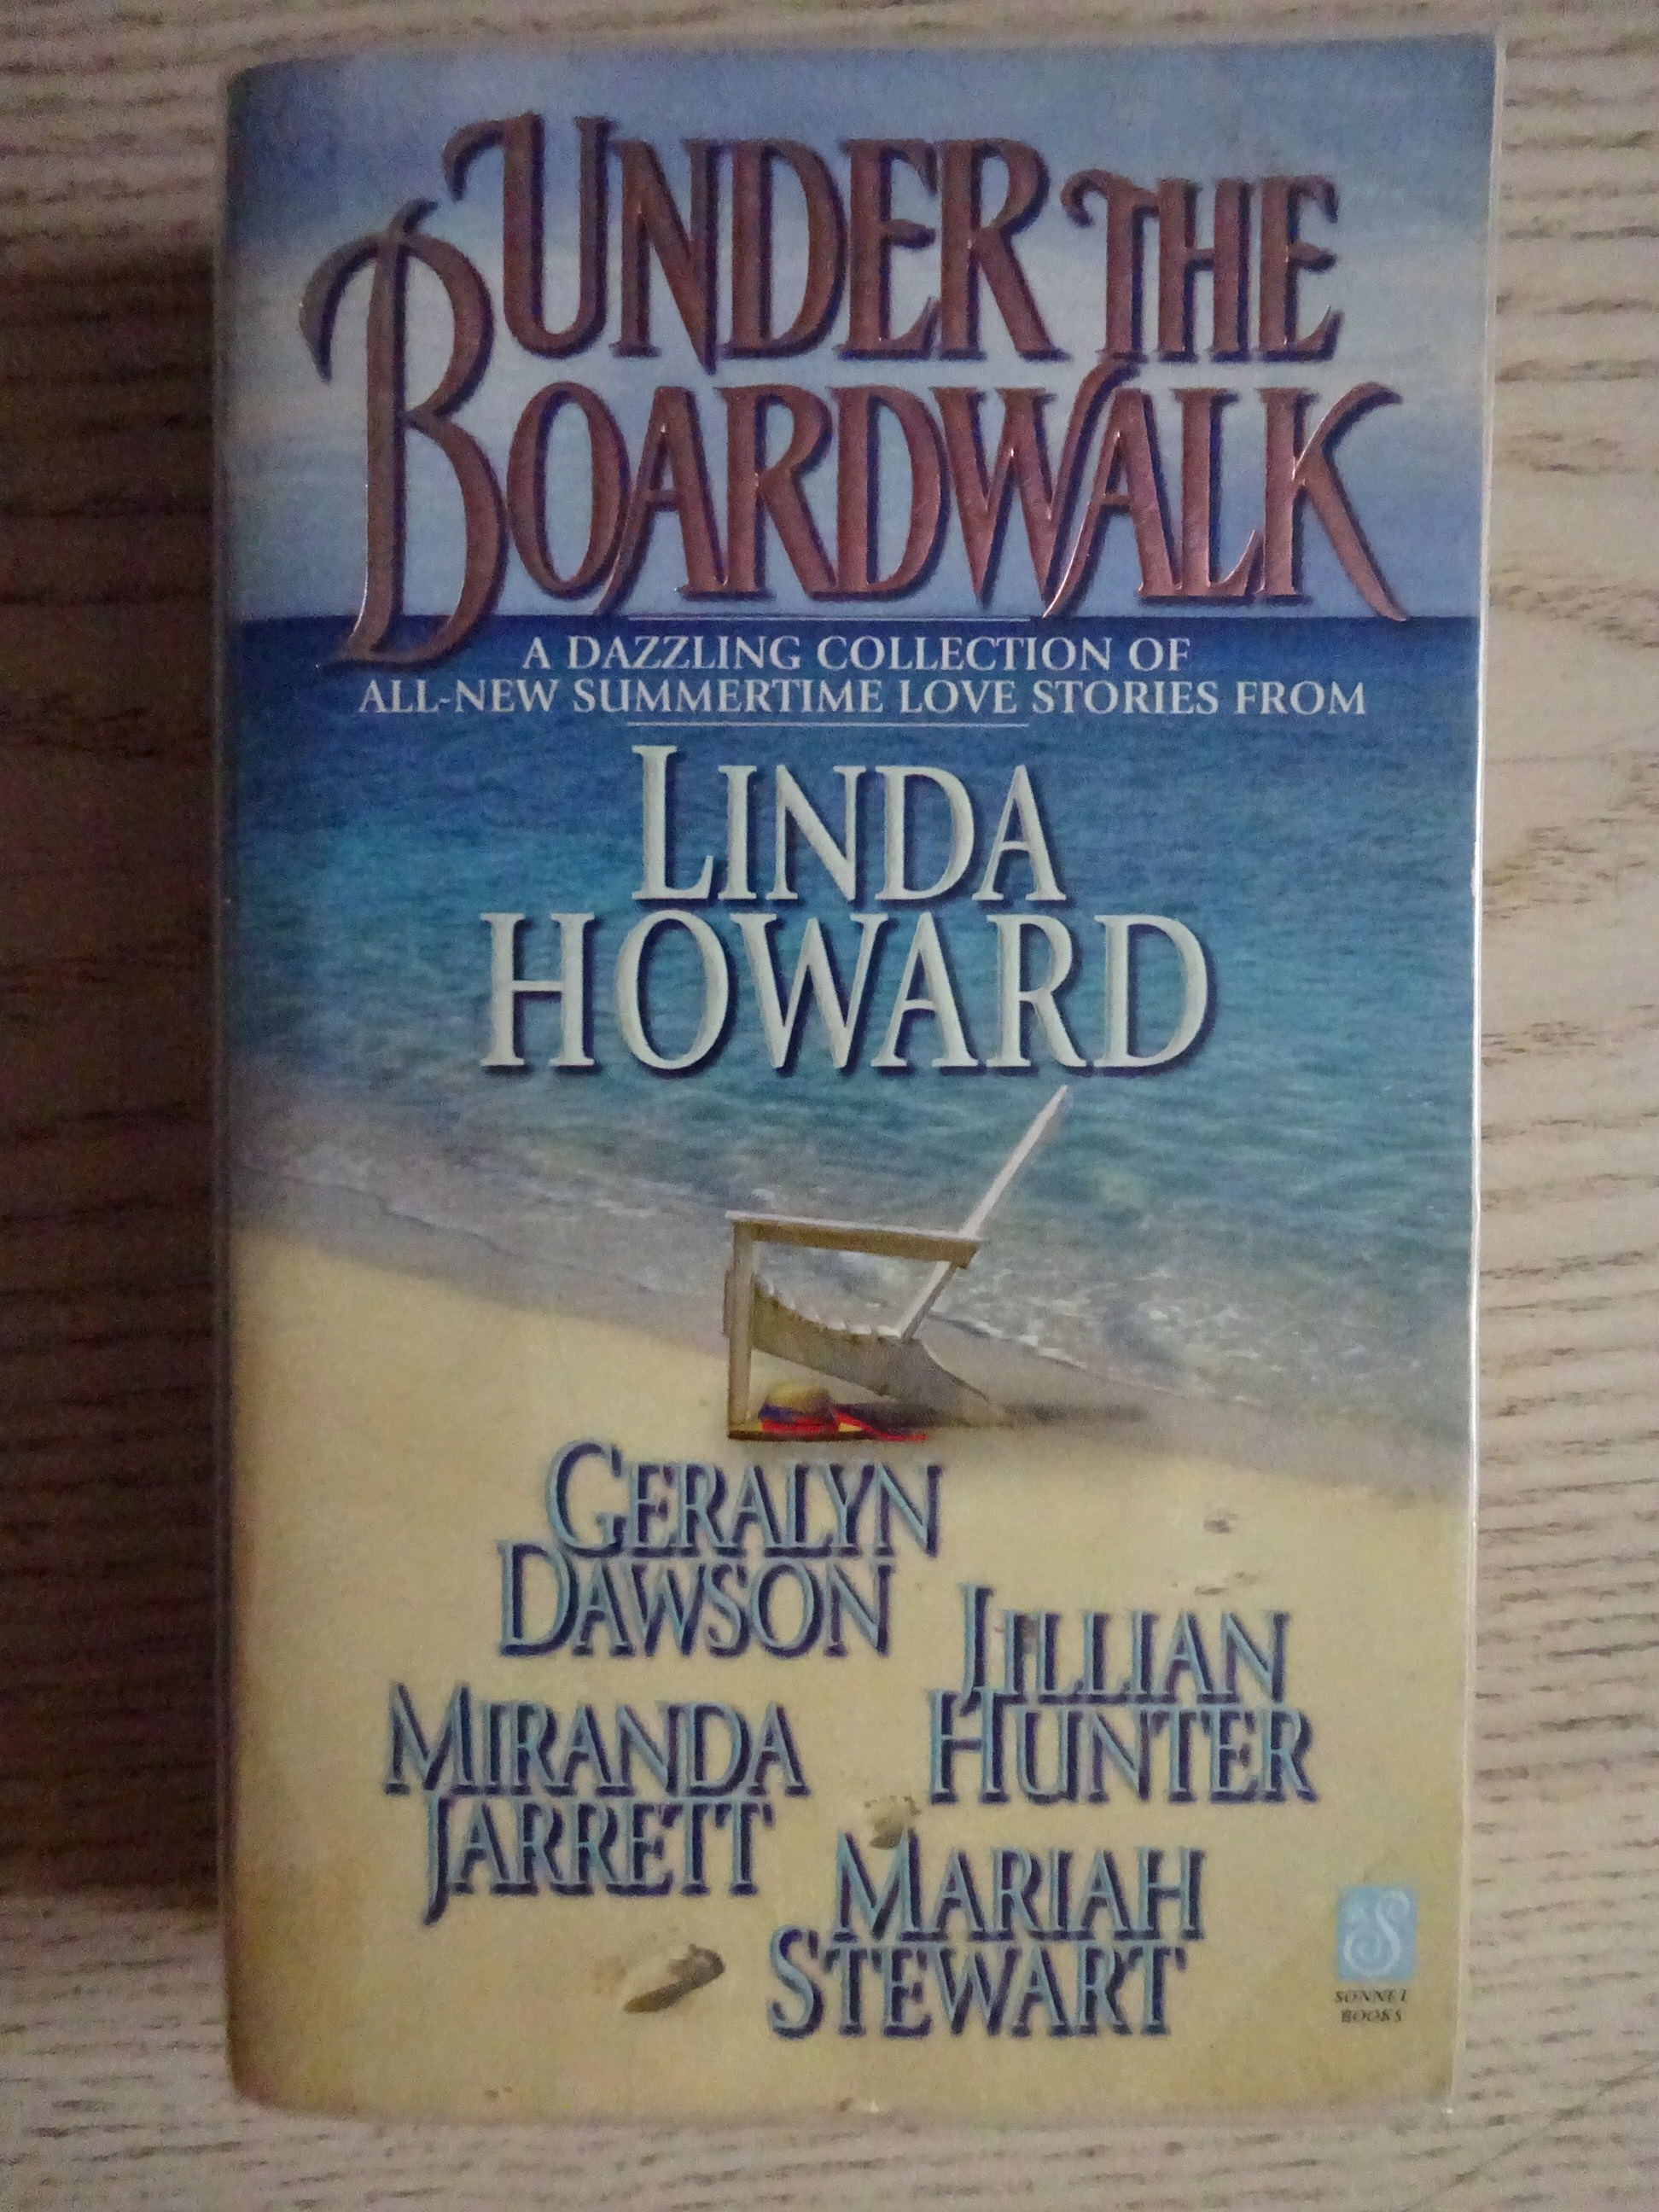 UNDER THE
BOARDWALK
A DAZZLING COLLECTION OF
ALL-NEW SUMMERTIME LOVE STORIES FROM
LINDA
HOWARD
GERALYN
DAWSON
JILLIAN
HUNTER
MIRANDA
JARRETT
MARIAH
STEWART
S
SONNET
BOOKS